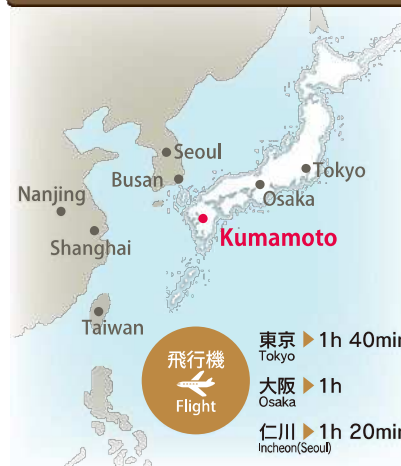 Seoul
Busan
Tokyo
Osaka
Nanjing
Kumamoto
Shanghai
Taiwan
飛行機
Flight
東京 ▶ 1h 40min
Tokyo
大阪 ▶ 1h
Osaka
仁川 ▶ 1h 20min
Incheon(Seoul)